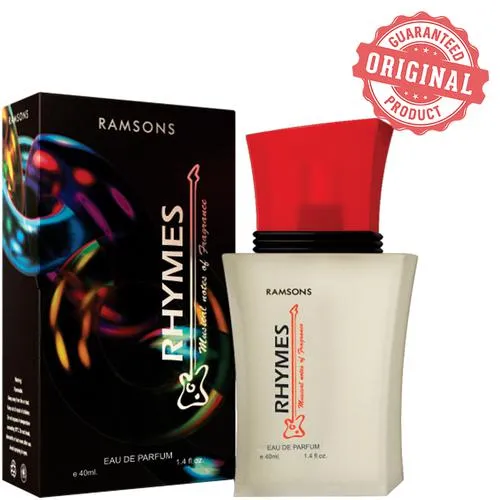 GUARANTEED
ORIGINAL
PRODUCT
RAMSONS
RHYMES
Musical notes of Fragrance
EAU DE PARFUM
e 40ml.
1.4 fl oz.
RAMSONS
RHYMES
Musical notes of Fragrance
EAU DE PARFUM
e 40ml.
1.4 fl oz.